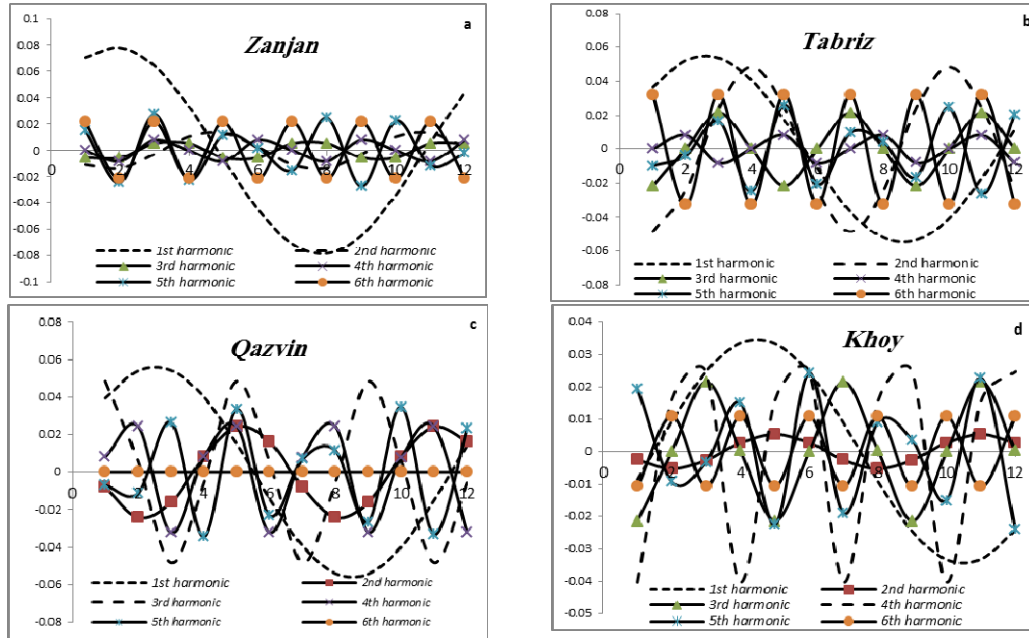 a
Zanjan
0.1
0.08
0.06
0.04
0.02
0
-0.02
-0.04
-0.06
-0.08
-0.1
0 2 4 6 8 10 12
1st harmonic 2nd harmonic
3rd harmonic 4th harmonic
5th harmonic 6th harmonic
b
Tabriz
0.08
0.06
0.04
0.02
0
-0.02
-0.04
-0.06
-0.08
0 2 4 6 8 10 12
1st harmonic 2nd harmonic
3rd harmonic 4th harmonic
5th harmonic 6th harmonic
c
Qazvin
0.08
0.06
0.04
0.02
0
-0.02
-0.04
-0.06
-0.08
0 2 4 6 8 10 12
1st harmonic 2nd harmonic
3rd harmonic 4th harmonic
5th harmonic 6th harmonic
d
Khoy
0.04
0.03
0.02
0.01
0
-0.01
-0.02
-0.03
-0.04
-0.05
0 2 4 6 8 10 12
1st harmonic 2nd harmonic
3rd harmonic 4th harmonic
5th harmonic 6th harmonic